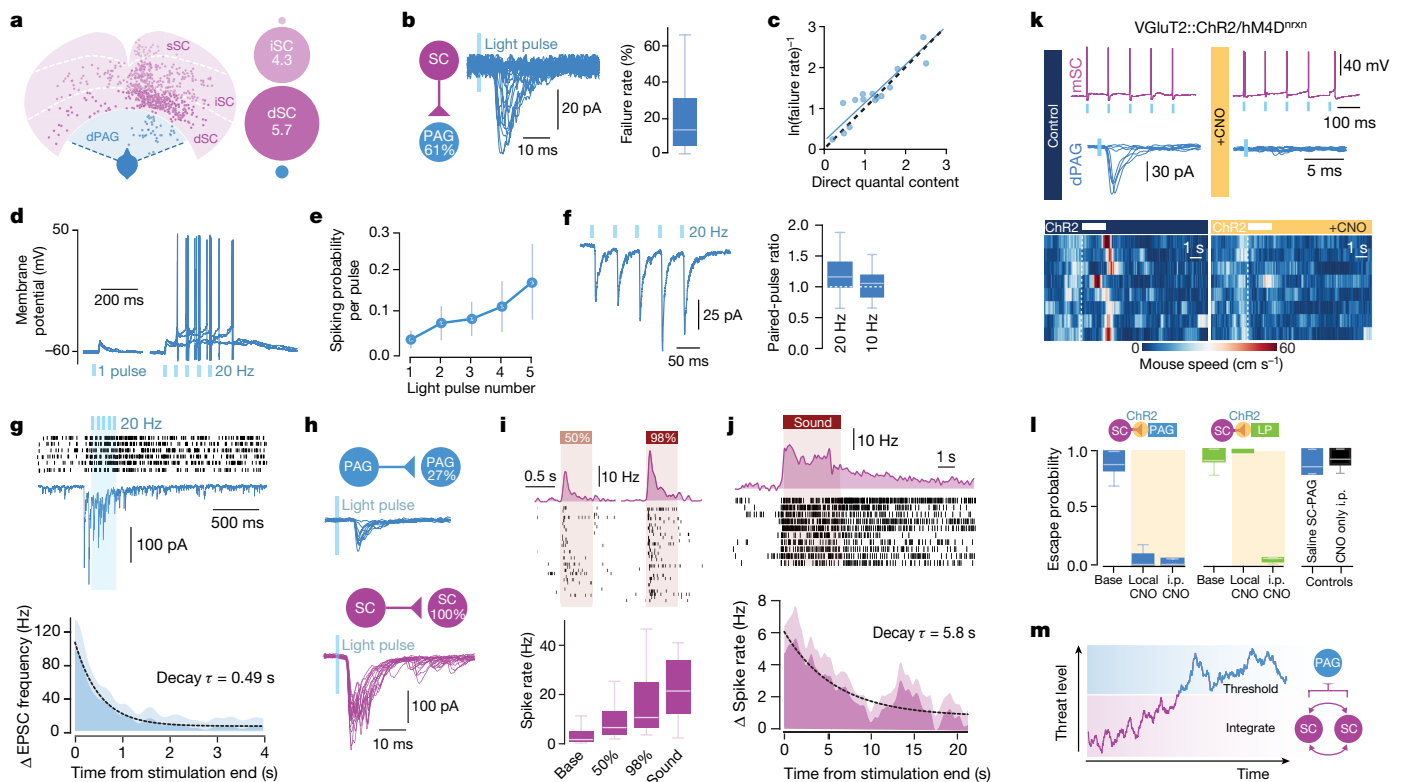 a
sSC
iSC
dSC
dPAG
iSC
4.3
dSC
5.7
b
SC
PAG
61%
Light pulse
20 pA
10 ms
Failure rate (%)
60
40
20
0
c
ln(failure rate)⁻¹
3
2
1
0
0 1 2 3
Direct quantal content
d
Membrane
potential (mV)
50
−60
200 ms
1 pulse
20 Hz
e
Spiking probability
per pulse
0.3
0.2
0.1
0.0
1 2 3 4 5
Light pulse number
f
20 Hz
25 pA
50 ms
Paired-pulse ratio
2.0
1.5
1.0
0.5
0.0
20 Hz
10 Hz
g
20 Hz
500 ms
100 pA
Δ EPSC frequency (Hz)
120
80
40
0
Decay τ = 0.49 s
0 1 2 3 4
Time from stimulation end (s)
h
PAG
PAG
27%
Light pulse
SC
SC
100%
Light pulse
100 pA
10 ms
i
50%
98%
0.5 s
10 Hz
Spike rate (Hz)
40
20
0
Base
50%
98%
Sound
j
Sound
10 Hz
1 s
Δ Spike rate (Hz)
8
6
4
2
0
Decay τ = 5.8 s
0 5 10 15 20
Time from stimulation end (s)
k
VGluT2::ChR2/hM4Dⁿʳˣⁿ
Control
mSC
dPAG
+CNO
40 mV
100 ms
30 pA
5 ms
ChR2
1 s
ChR2
+CNO
1 s
0 60
Mouse speed (cm s⁻¹)
l
ChR2
SC
PAG
ChR2
SC
LP
Escape probability
1.0
0.5
0.0
Base
Local
CNO
i.p.
CNO
Base
Local
CNO
i.p.
CNO
Saline SC-PAG
CNO only i.p.
Controls
m
Threat level
Threshold
Integrate
Time
PAG
SC
SC